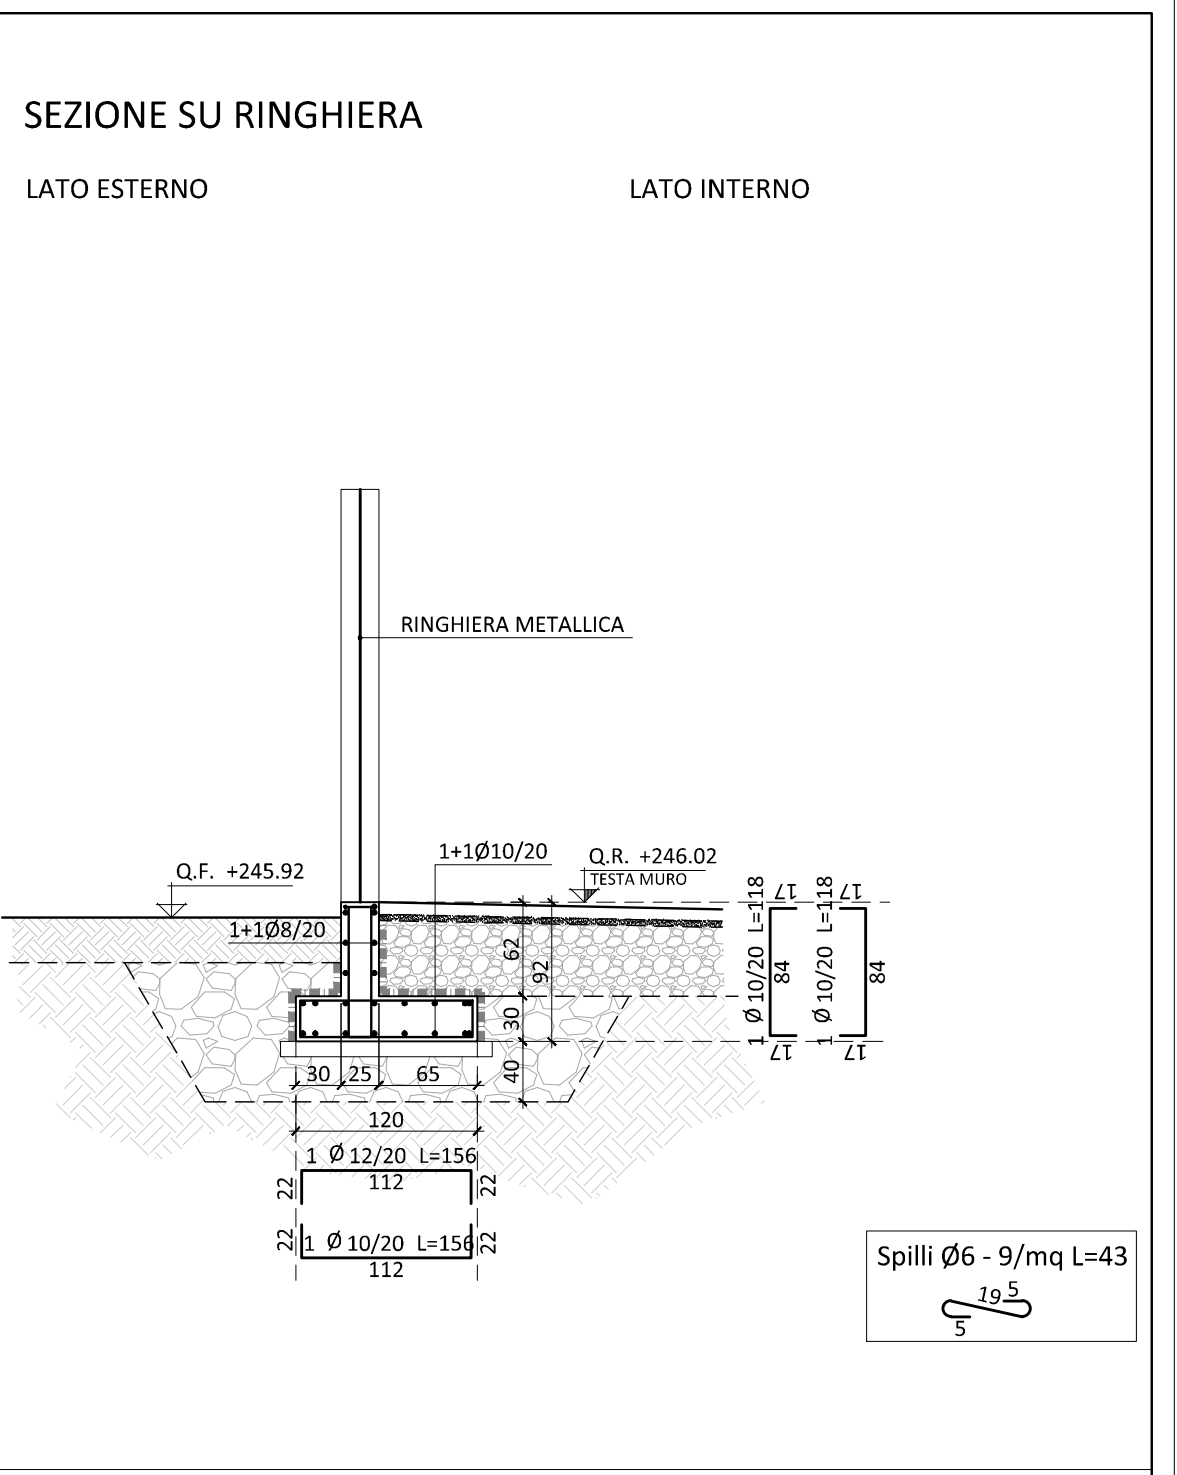 SEZIONE SU RINGHIERA
LATO ESTERNO
LATO INTERNO
RINGHIERA METALLICA
1+1Ø10/20
Q.R. +246.02
TESTA MURO
Q.F. +245.92
1+1Ø8/20
62
92
30
40
1 Ø 10/20 L=118
17
84
17
1 Ø 10/20 L=118
17
84
17
30
25
65
120
1 Ø 12/20 L=156
22
112
22
1 Ø 10/20 L=156
22
112
22
Spilli Ø6 - 9/mq L=43
19
5
5